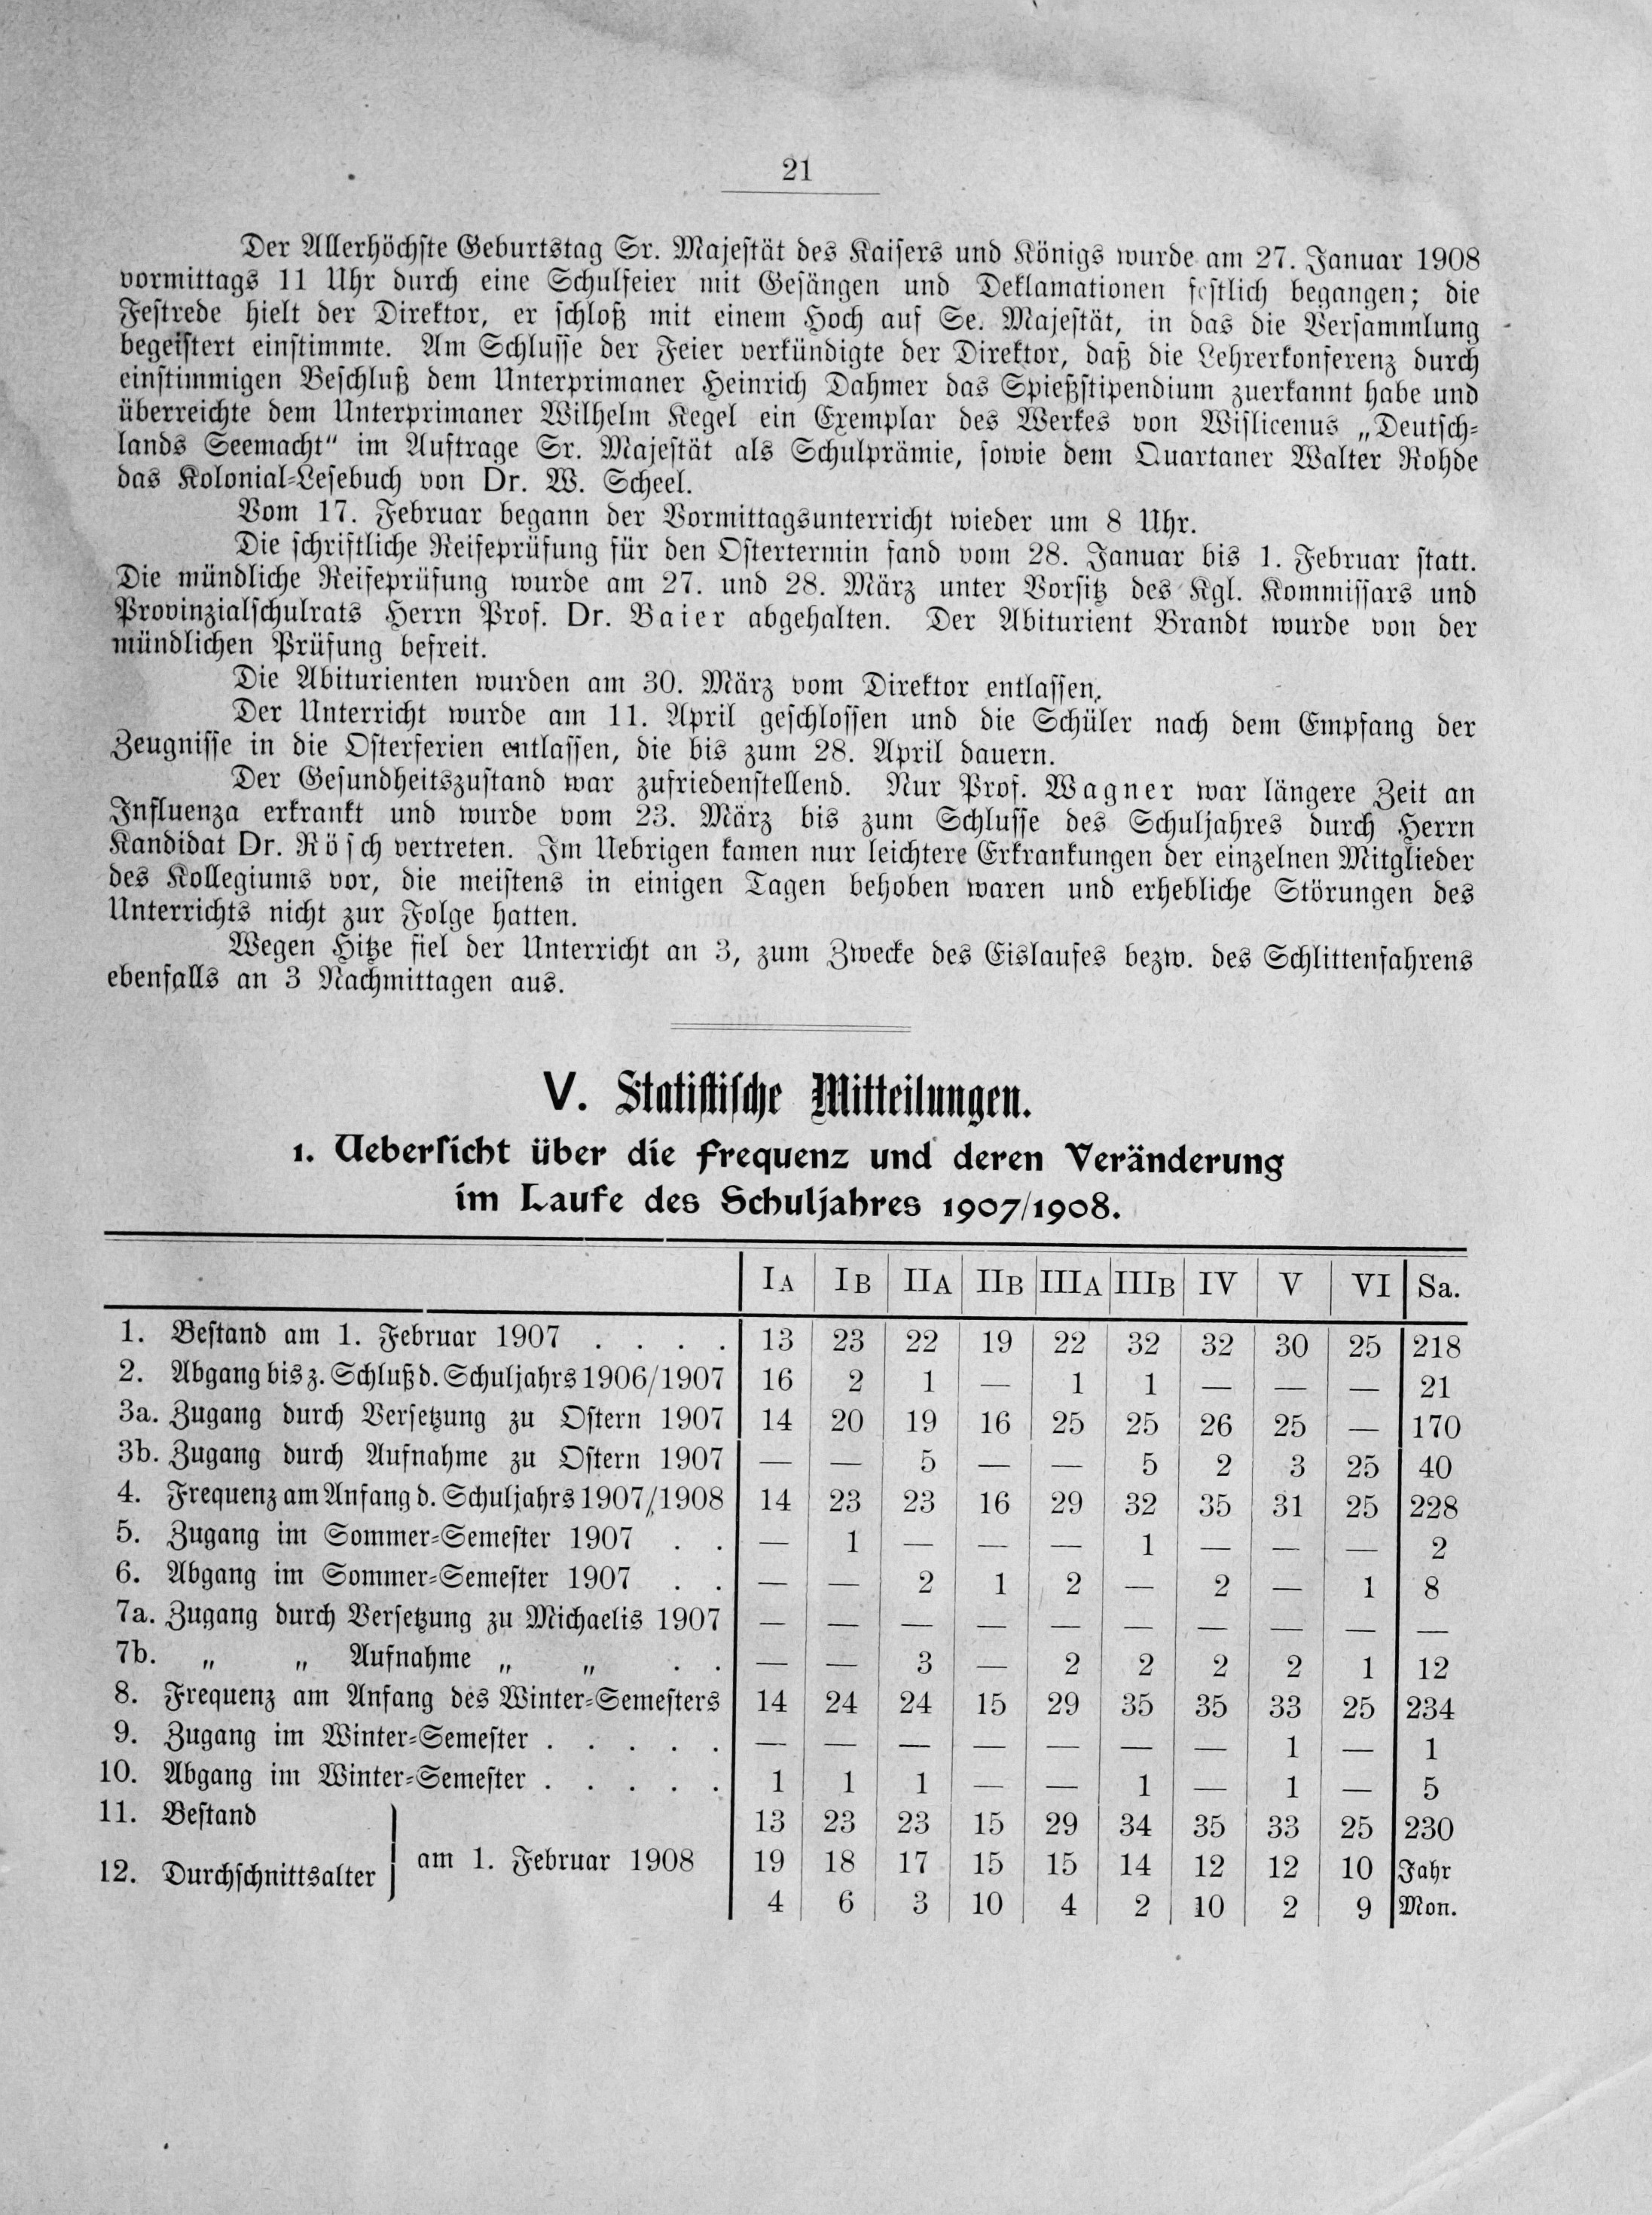 21
Der Allerhöchste Geburtstag Sr. Majestät des Kaisers und Königs wurde am 27. Januar 1908
vormittags 11 Uhr durch eine Schulfeier mit Gesängen und Deklamationen festlich begangen; die
Festrede hielt der Direktor, er schloß mit einem Hoch auf Se. Majestät, in das die Versammlung
begeistert einstimmte. Am Schlusse der Feier verkündigte der Direktor, daß die Lehrerkonferenz durch
einstimmigen Beschluß dem Unterprimaner Heinrich Dahmer das Spießstipendium zuerkannt habe und
überreichte dem Unterprimaner Wilhelm Kegel ein Exemplar des Werkes von Wislicenus „Deutsch-
lands Seemacht“ im Auftrage Sr. Majestät als Schulprämie, sowie dem Quartaner Walter Rohde
das Kolonial-Lesebuch von Dr. W. Scheel.
Vom 17. Februar begann der Vormittagsunterricht wieder um 8 Uhr.
Die schriftliche Reifeprüfung für den Ostertermin fand vom 28. Januar bis 1. Februar statt.
Die mündliche Reifeprüfung wurde am 27. und 28. März unter Vorsitz des Kgl. Kommissars und
Provinzialschulrats Herrn Prof. Dr. Baier abgehalten. Der Abiturient Brandt wurde von der
mündlichen Prüfung befreit.
Die Abiturienten wurden am 30. März vom Direktor entlassen.
Der Unterricht wurde am 11. April geschlossen und die Schüler nach dem Empfang der
Zeugnisse in die Osterferien entlassen, die bis zum 28. April dauern.
Der Gesundheitszustand war zufriedenstellend. Nur Prof. Wagner war längere Zeit an
Influenza erkrankt und wurde vom 23. März bis zum Schlusse des Schuljahres durch Herrn
Kandidat Dr. Rösch vertreten. Im Uebrigen kamen nur leichtere Erkrankungen der einzelnen Mitglieder
des Kollegiums vor, die meistens in einigen Tagen behoben waren und erhebliche Störungen des
Unterrichts nicht zur Folge hatten.
Wegen Hitze fiel der Unterricht an 3, zum Zwecke des Eislaufes bezw. des Schlittenfahrens
ebenfalls an 3 Nachmittagen aus.
V. Statistische Mitteilungen.
1. Uebersicht über die Frequenz und deren Veränderung
im Laufe des Schuljahres 1907/1908.
IA IB IIA IIB IIIA IIIB IV V VI Sa.
1. Bestand am 1. Februar 1907 . . . . 13 23 22 19 22 32 32 30 25 218
2. Abgang bis z. Schluß d. Schuljahrs 1906/1907 16 2 1 — 1 1 — — — 21
3a. Zugang durch Versetzung zu Ostern 1907 14 20 19 16 25 25 26 25 — 170
3b. Zugang durch Aufnahme zu Ostern 1907 — — 5 — — 5 2 3 25 40
4. Frequenz am Anfang d. Schuljahrs 1907/1908 14 23 23 16 29 32 35 31 25 228
5. Zugang im Sommer-Semester 1907 . . — 1 — — — 1 — — — 2
6. Abgang im Sommer-Semester 1907 . . — — 2 1 2 — 2 — 1 8
7a. Zugang durch Versetzung zu Michaelis 1907 — — — — — — — — — —
7b. „ „ Aufnahme „ „ . . — — 3 — 2 2 2 2 1 12
8. Frequenz am Anfang des Winter-Semesters 14 24 24 15 29 35 35 33 25 234
9. Zugang im Winter-Semester . . . . . — — — — — — — 1 — 1
10. Abgang im Winter-Semester . . . . . 1 1 1 — — 1 — 1 — 5
11. Bestand 13 23 23 15 29 34 35 33 25 230
am 1. Februar 1908 19 18 17 15 15 14 12 12 10 Jahr
12. Durchschnittsalter 4 6 3 10 4 2 10 2 9 Mon.